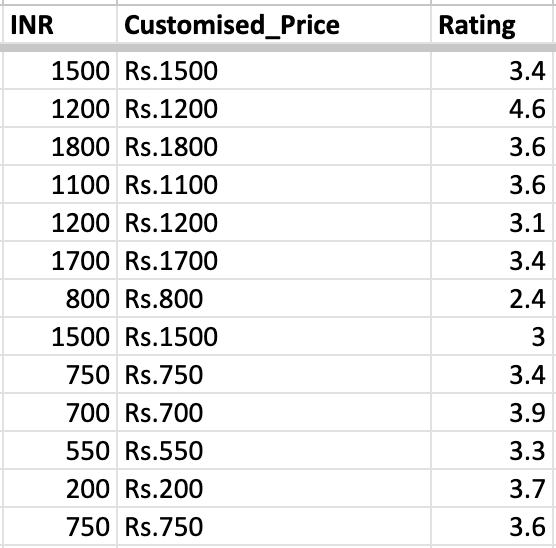 INR Customised_Price Rating
1500 Rs.1500 3.4
1200 Rs.1200 4.6
1800 Rs.1800 3.6
1100 Rs.1100 3.6
1200 Rs.1200 3.1
1700 Rs.1700 3.4
800 Rs.800 2.4
1500 Rs.1500 3
750 Rs.750 3.4
700 Rs.700 3.9
550 Rs.550 3.3
200 Rs.200 3.7
750 Rs.750 3.6